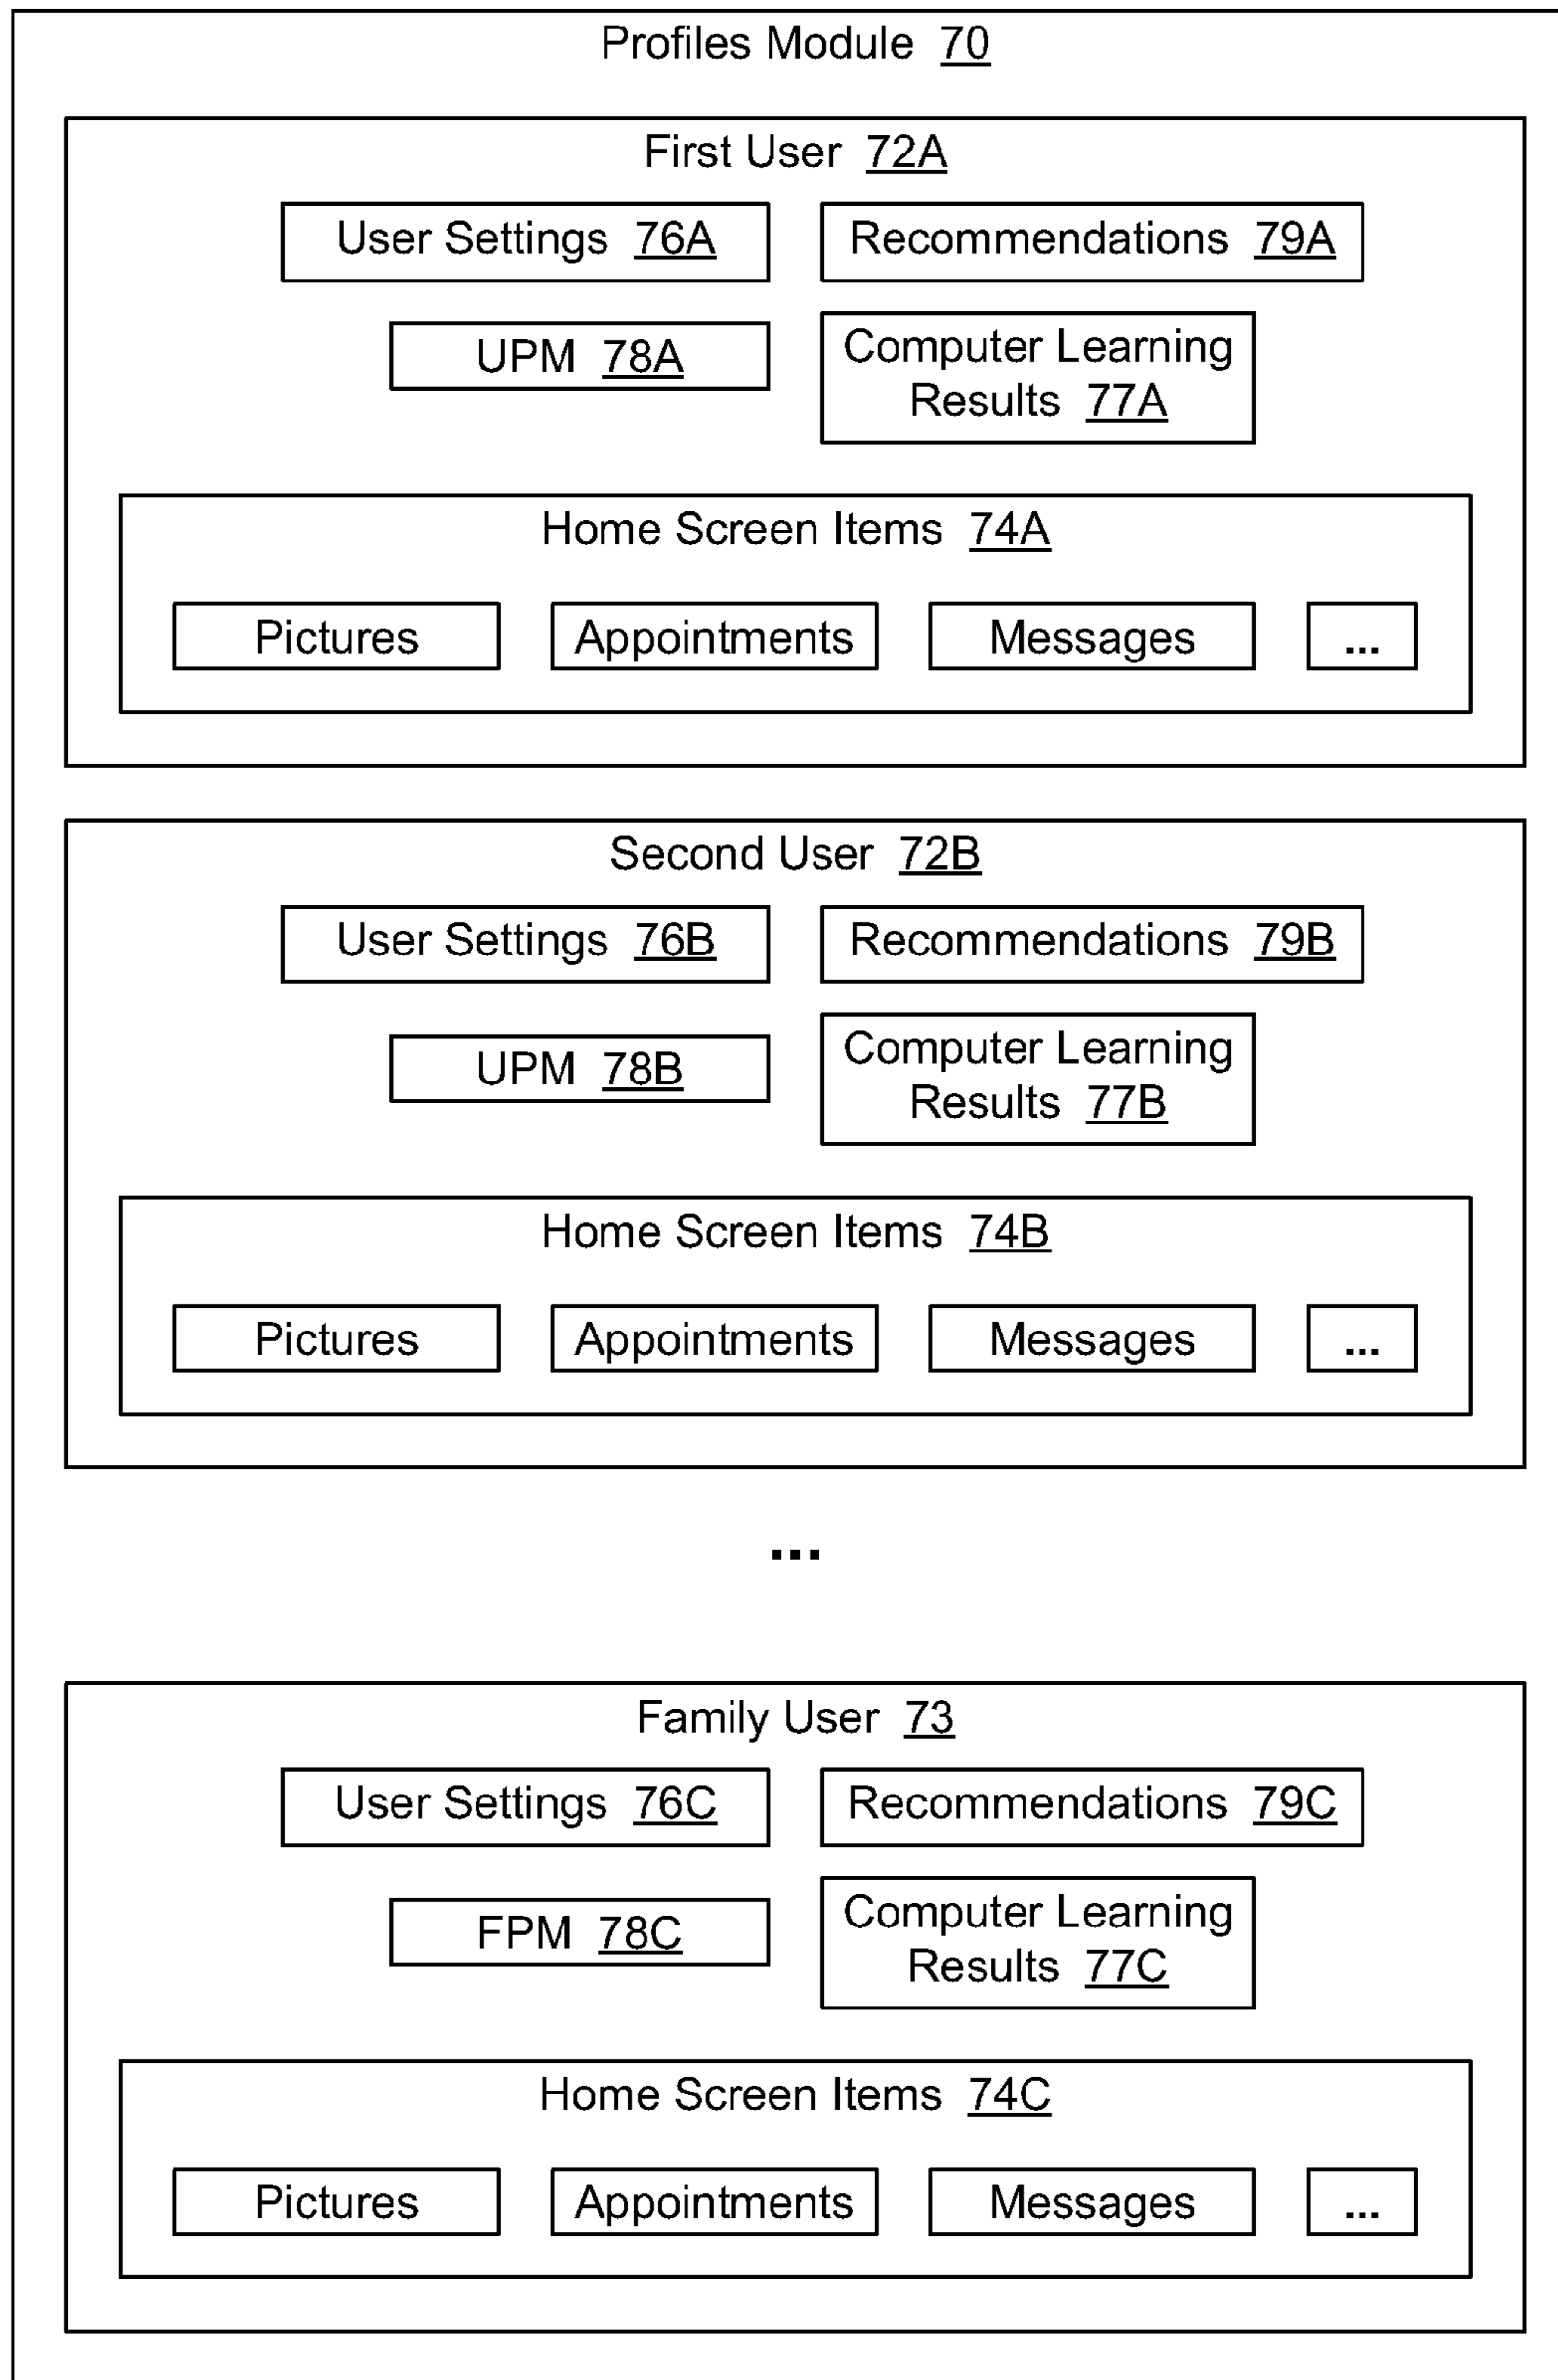 Profiles Module 70
First User 72A
User Settings 76A
Recommendations 79A
UPM 78A
Computer Learning
Results 77A
Home Screen Items 74A
Pictures
Appointments
Messages
...
Second User 72B
User Settings 76B
Recommendations 79B
UPM 78B
Computer Learning
Results 77B
Home Screen Items 74B
Pictures
Appointments
Messages
...
...
Family User 73
User Settings 76C
Recommendations 79C
FPM 78C
Computer Learning
Results 77C
Home Screen Items 74C
Pictures
Appointments
Messages
...